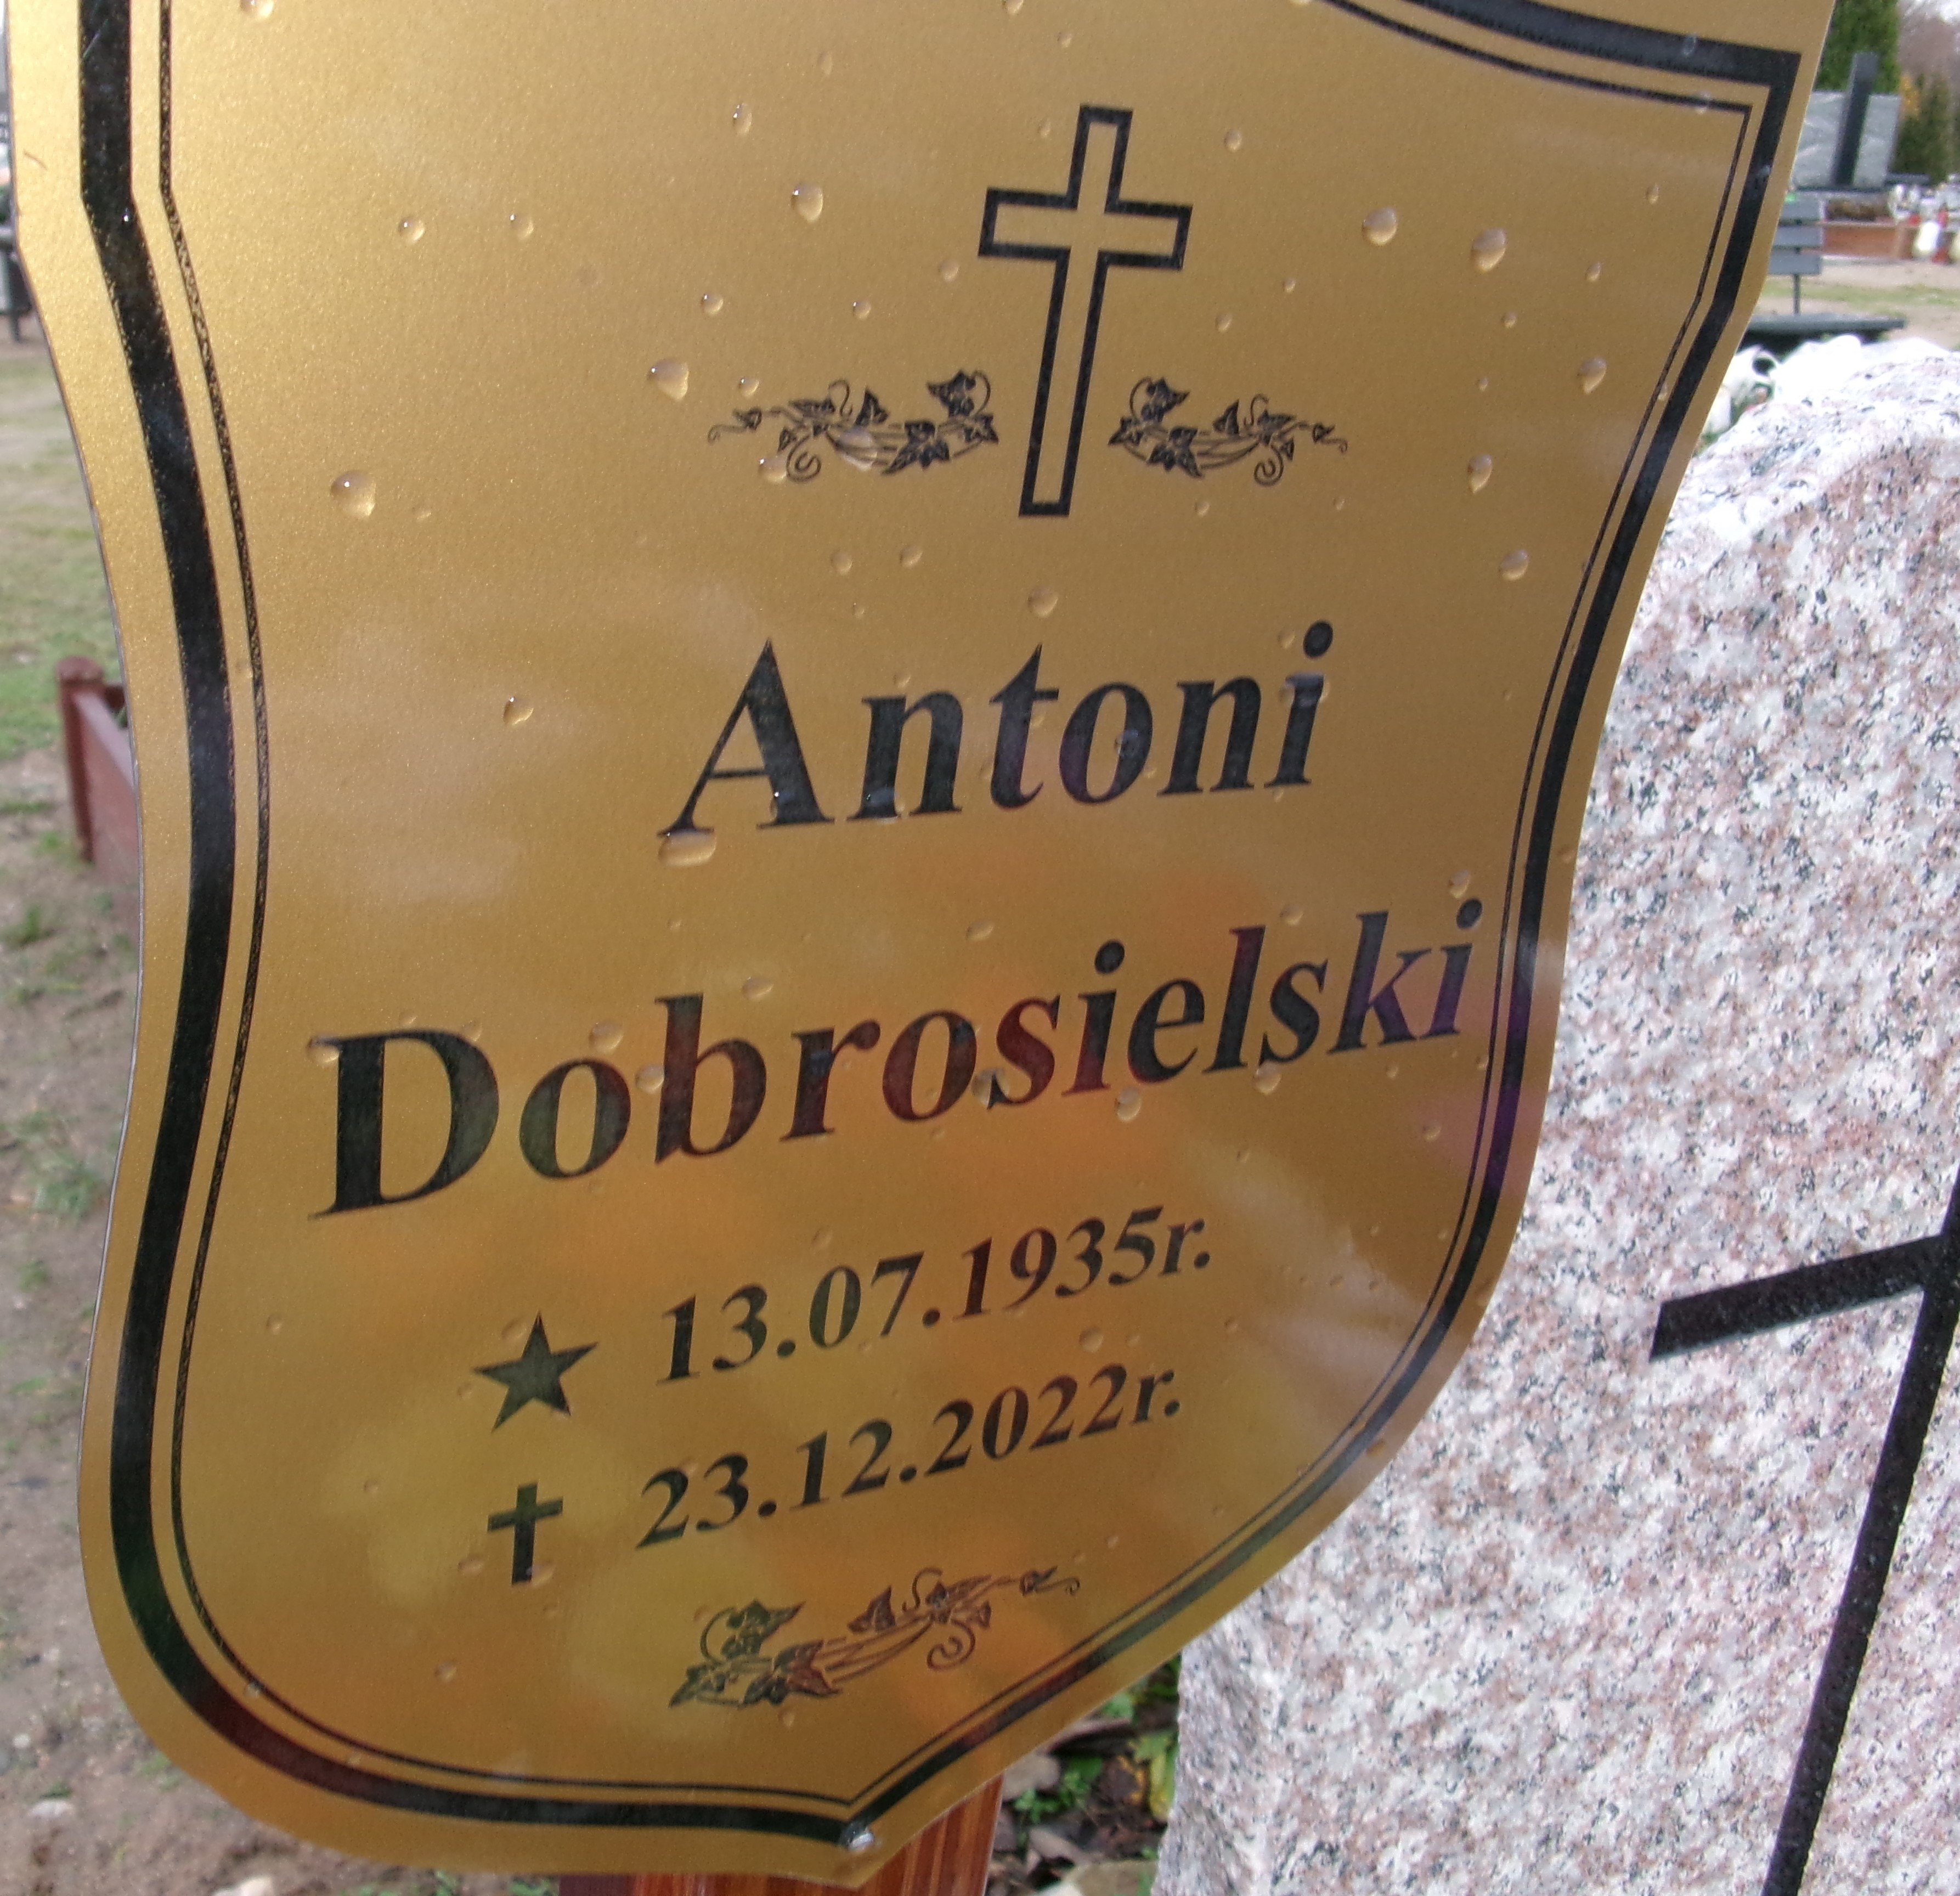 Antoni
Dobrosielski
★ 13.07.1935r.
✝ 23.12.2022r.